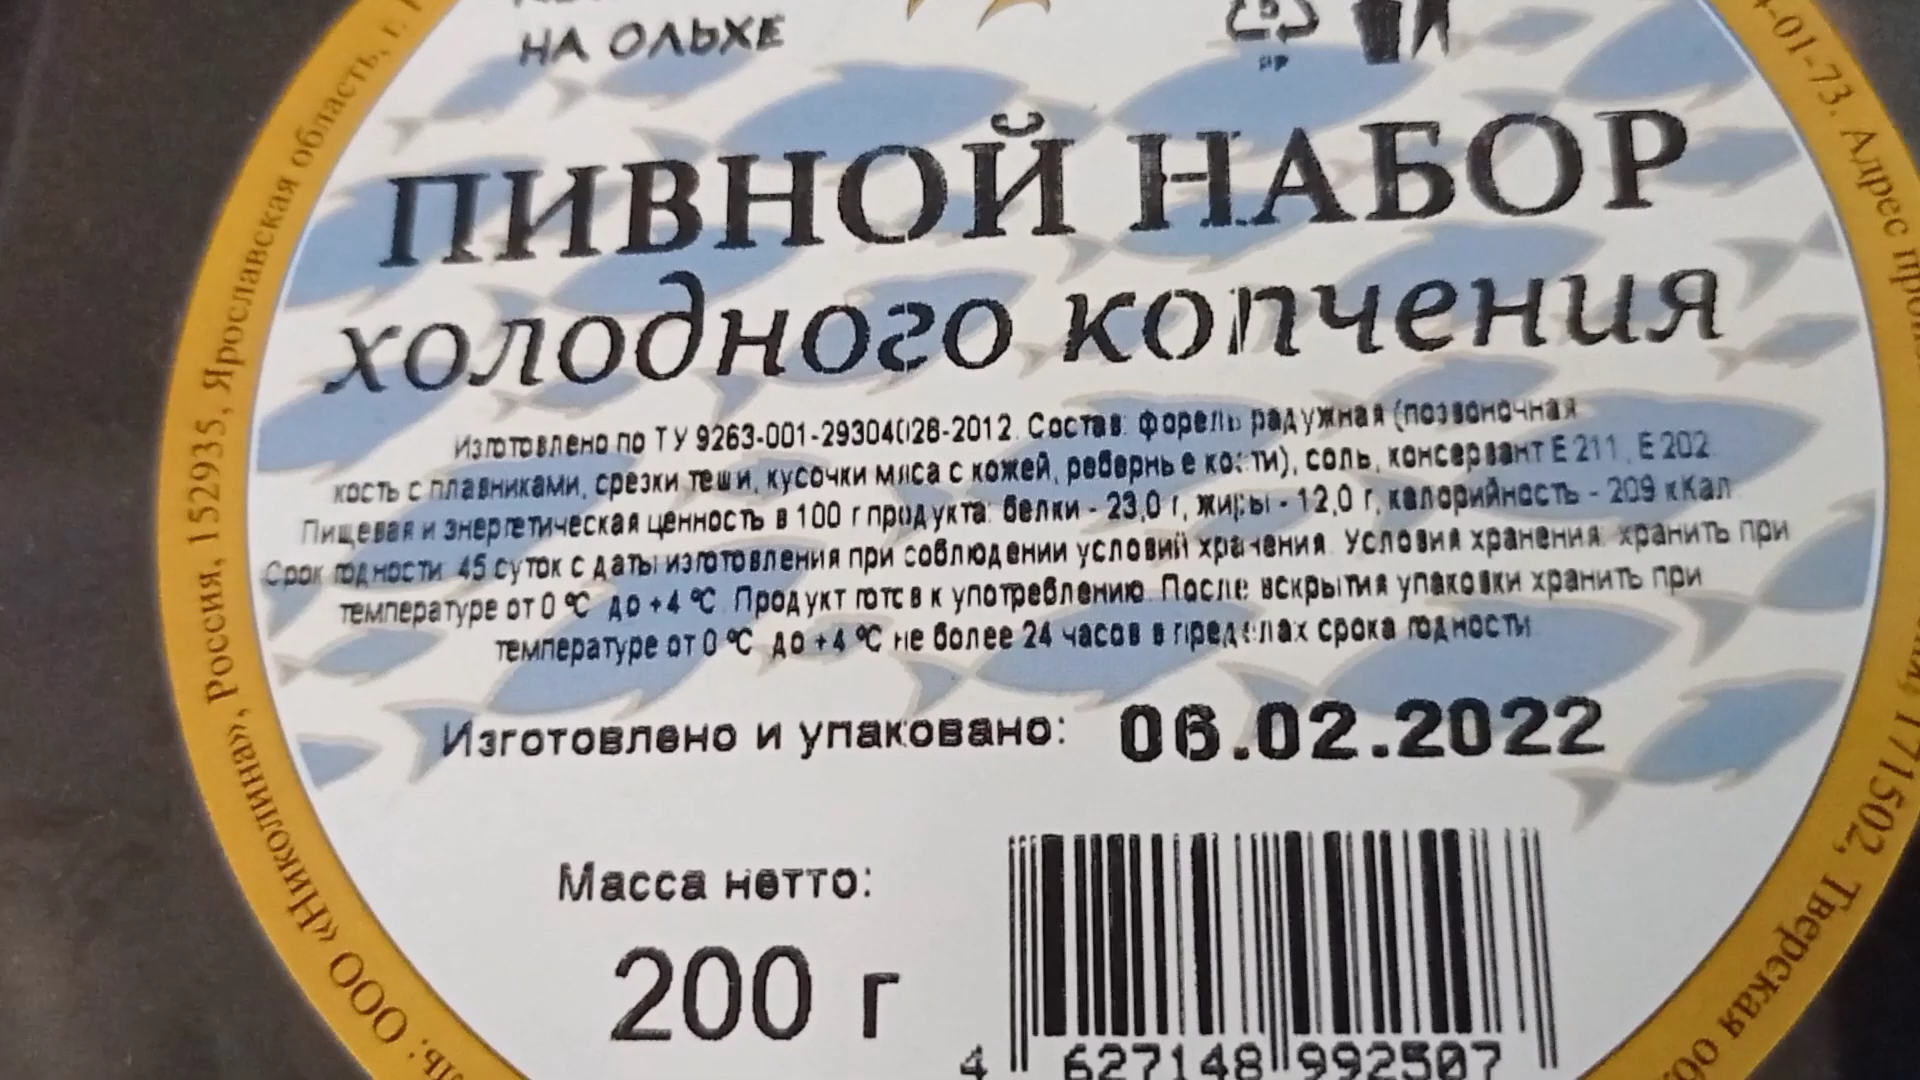 НА ОЛЬХЕ
5
PP
ПИВНОЙ НАБОР
холодного копчения
Изготовлено по ТУ 9263-001-29304028-2012. Состав: форель радужная (позвоночная
кость с плавниками, срезки теши, кусочки мяса с кожей, реберные кости), соль, консервант Е 211, Е 202.
Пищевая и энергетическая ценность в 100 г продукта: белки - 23,0 г, жиры - 12,0 г, калорийность - 209 кКал.
Срок годности: 45 суток с даты изготовления при соблюдении условий хранения. Условия хранения: хранить при
температуре от 0 °С до +4 °С. Продукт готов к употреблению. После вскрытия упаковки хранить при
температуре от 0 °С до +4 °С не более 24 часов в пределах срока годности.
Изготовлено и упаковано: 06.02.2022
Масса нетто:
200 г
4 627148 992507
ООО «Николина», Россия, 152935, Ярославская область, г.
-01-73. Адрес
171502, Тверская